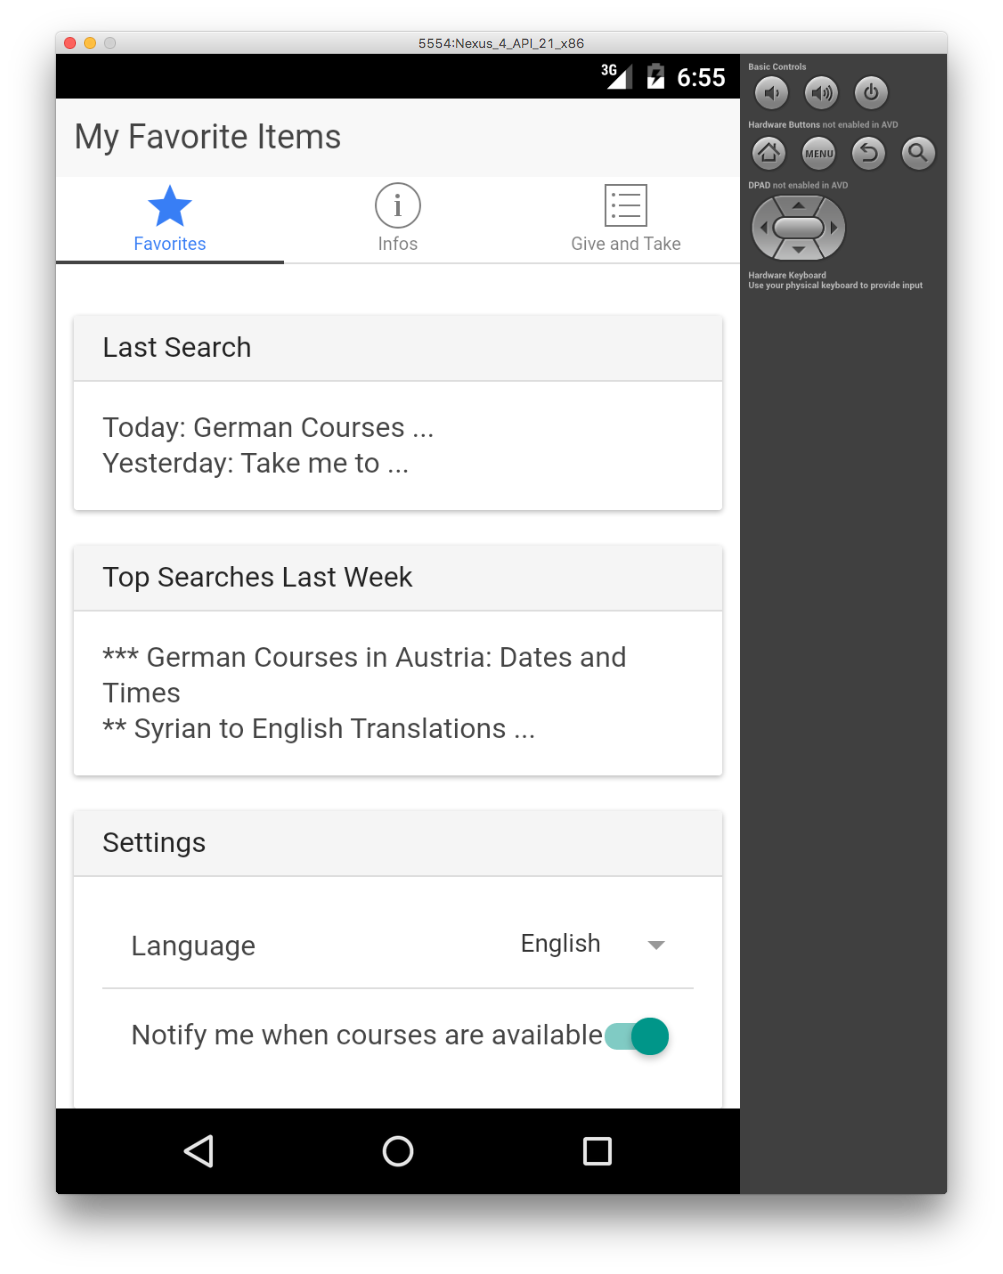 5554:Nexus_4_API_21_x86
3G 6:55
My Favorite Items
Favorites
Infos
Give and Take
Last Search
Today: German Courses ...
Yesterday: Take me to ...
Top Searches Last Week
*** German Courses in Austria: Dates and
Times
** Syrian to English Translations ...
Settings
Language English
Notify me when courses are available
Basic Controls
Hardware Buttons not enabled in AVD
MENU
DPAD not enabled in AVD
Hardware Keyboard
Use your physical keyboard to provide input